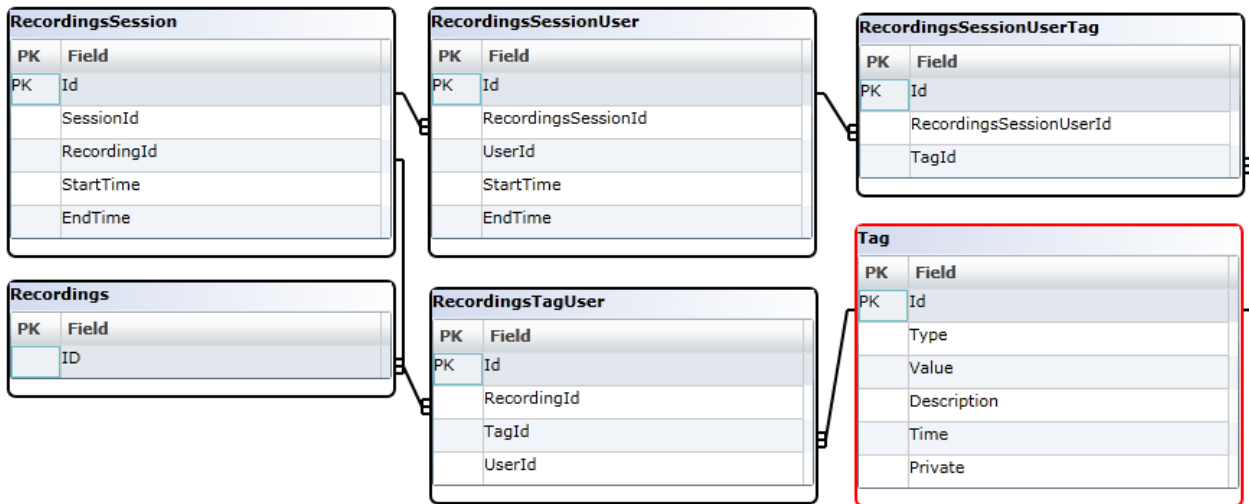 RecordingsSession
PK Field
PK Id
SessionId
RecordingId
StartTime
EndTime
RecordingsSessionUser
PK Field
PK Id
RecordingsSessionId
UserId
StartTime
EndTime
RecordingsSessionUserTag
PK Field
PK Id
RecordingsSessionUserId
TagId
Recordings
PK Field
ID
RecordingsTagUser
PK Field
PK Id
RecordingId
TagId
UserId
Tag
PK Field
PK Id
Type
Value
Description
Time
Private